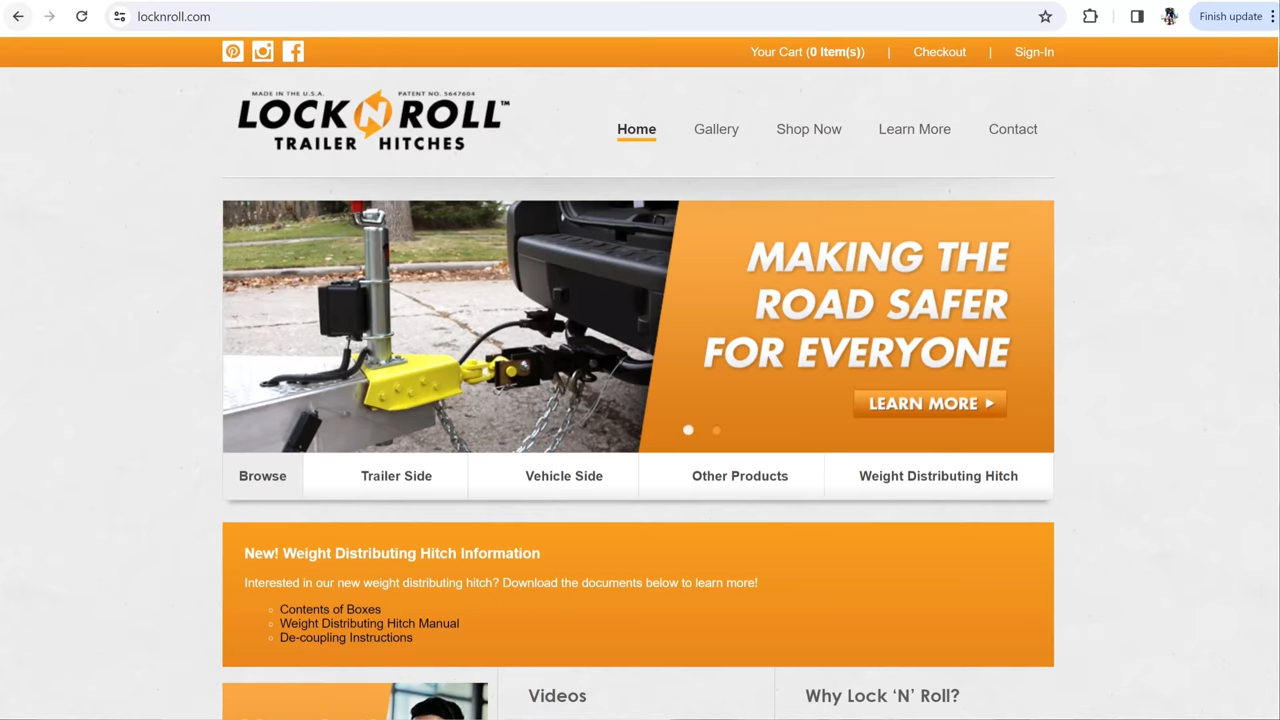 locknroll.com
Finish update
Your Cart (0 Item(s)) | Checkout | Sign-In
MADE IN THE U.S.A. PATENT NO. 5647604
LOCK N ROLL™
TRAILER HITCHES
Home Gallery Shop Now Learn More Contact
MAKING THE
ROAD SAFER
FOR EVERYONE
LEARN MORE
Browse Trailer Side Vehicle Side Other Products Weight Distributing Hitch
New! Weight Distributing Hitch Information
Interested in our new weight distributing hitch? Download the documents below to learn more!
Contents of Boxes
Weight Distributing Hitch Manual
De-coupling Instructions
Videos Why Lock ‘N’ Roll?